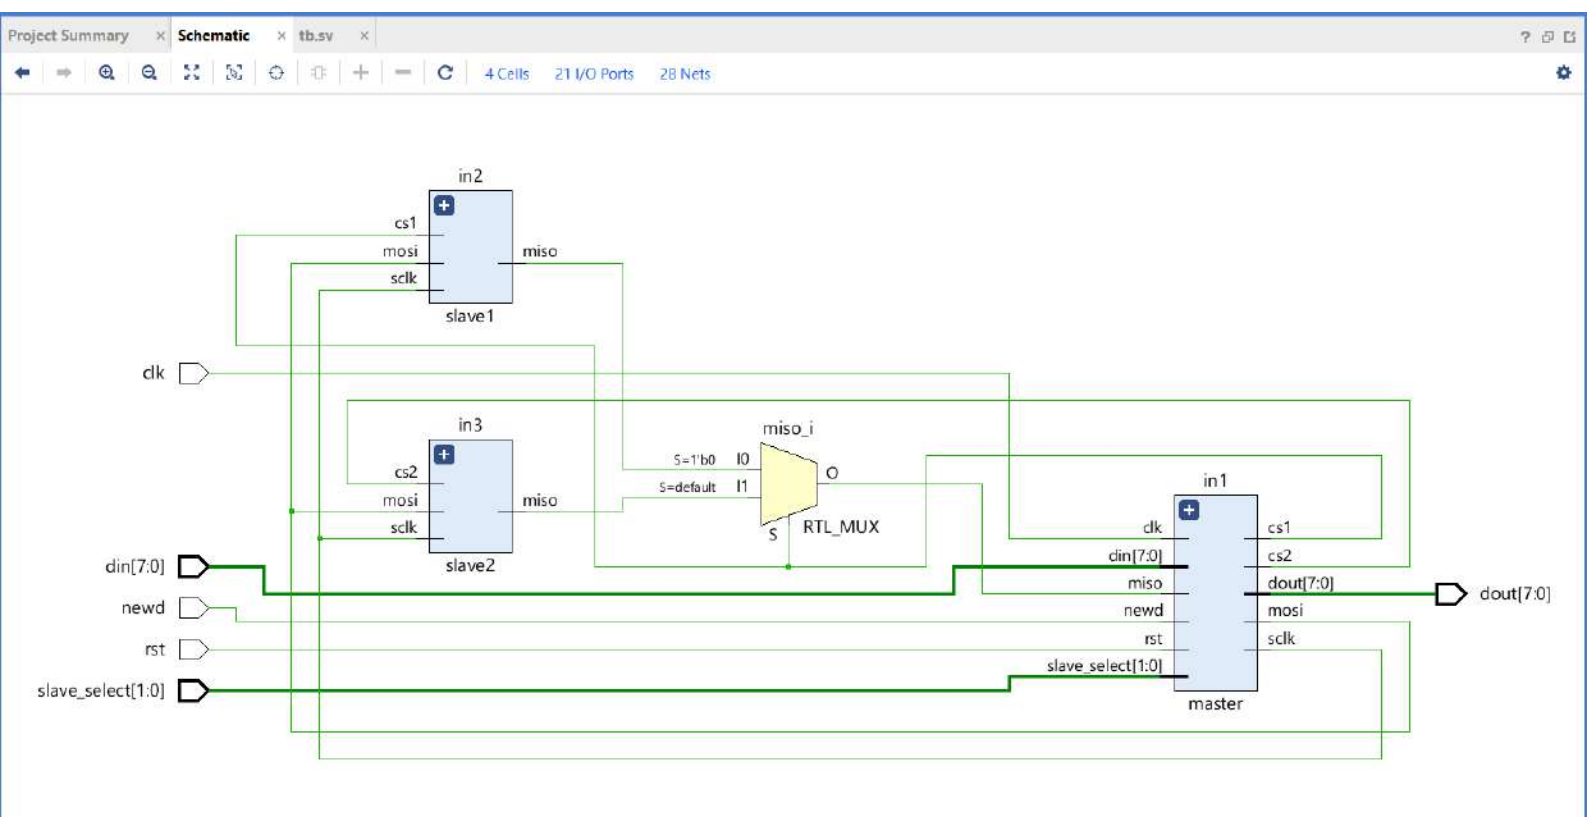 Project Summary × Schematic × tb.sv ×
4 Cells 21 I/O Ports 28 Nets
in2
cs1
mosi miso
sclk
slave1
clk
in3
cs2
mosi miso
sclk
slave2
miso_i
S=1'b0 I0
S=default I1
O
S
RTL_MUX
in1
clk cs1
din[7:0] cs2
miso dout[7:0]
newd mosi
rst sclk
slave_select[1:0]
master
din[7:0]
newd
rst
slave_select[1:0]
dout[7:0]